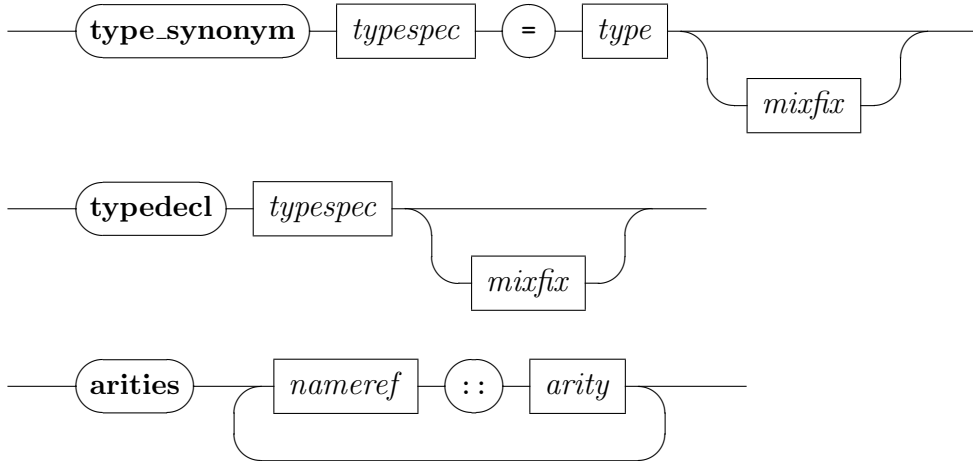 type_synonym typespec = type
mixfix
typedecl typespec
mixfix
arities nameref :: arity